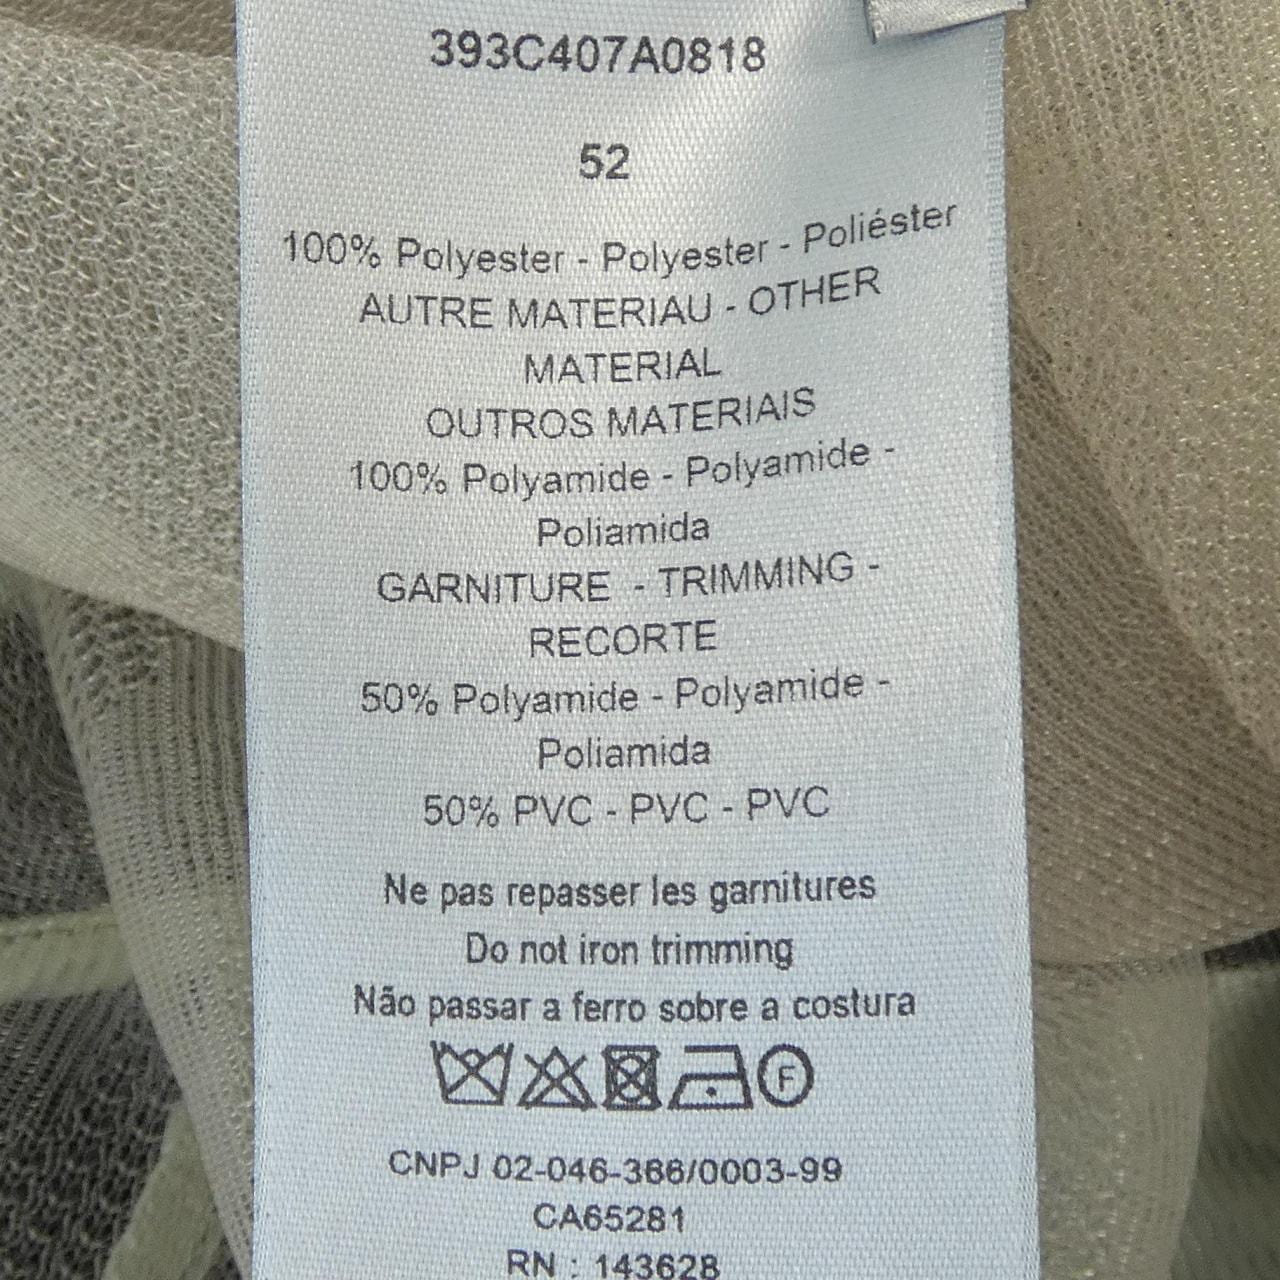 393C407A0818
52
100% Polyester - Polyester - Poliéster
AUTRE MATERIAU - OTHER
MATERIAL
OUTROS MATERIAIS
100% Polyamide - Polyamide -
Poliamida
GARNITURE - TRIMMING -
RECORTE
50% Polyamide - Polyamide -
Poliamida
50% PVC - PVC - PVC
Ne pas repasser les garnitures
Do not iron trimming
Não passar a ferro sobre a costura
F
CNPJ 02-046-366/0003-99
CA65281
RN : 143628